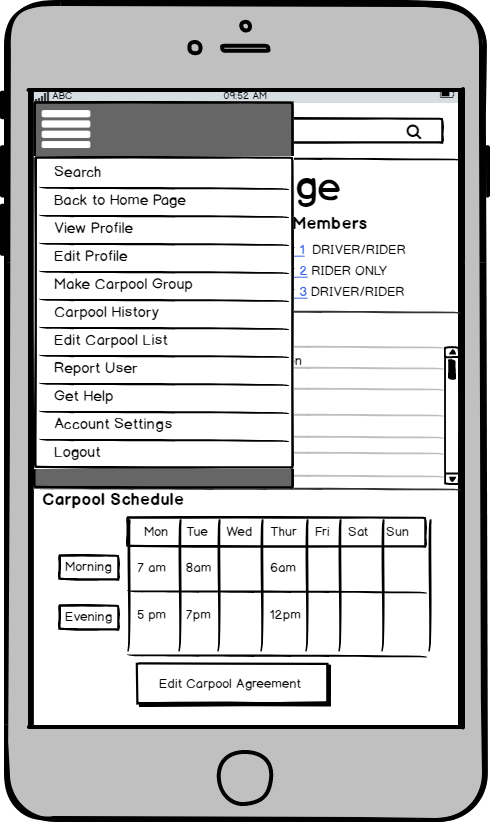 ABC 09:52 AM
Search
Back to Home Page
View Profile
Edit Profile
Make Carpool Group
Carpool History
Edit Carpool List
Report User
Get Help
Account Settings
Logout
ge
Members
1 DRIVER/RIDER
2 RIDER ONLY
3 DRIVER/RIDER
n
Carpool Schedule
Mon Tue Wed Thur Fri Sat Sun
Morning 7 am 8am 6am
Evening 5 pm 7pm 12pm
Edit Carpool Agreement